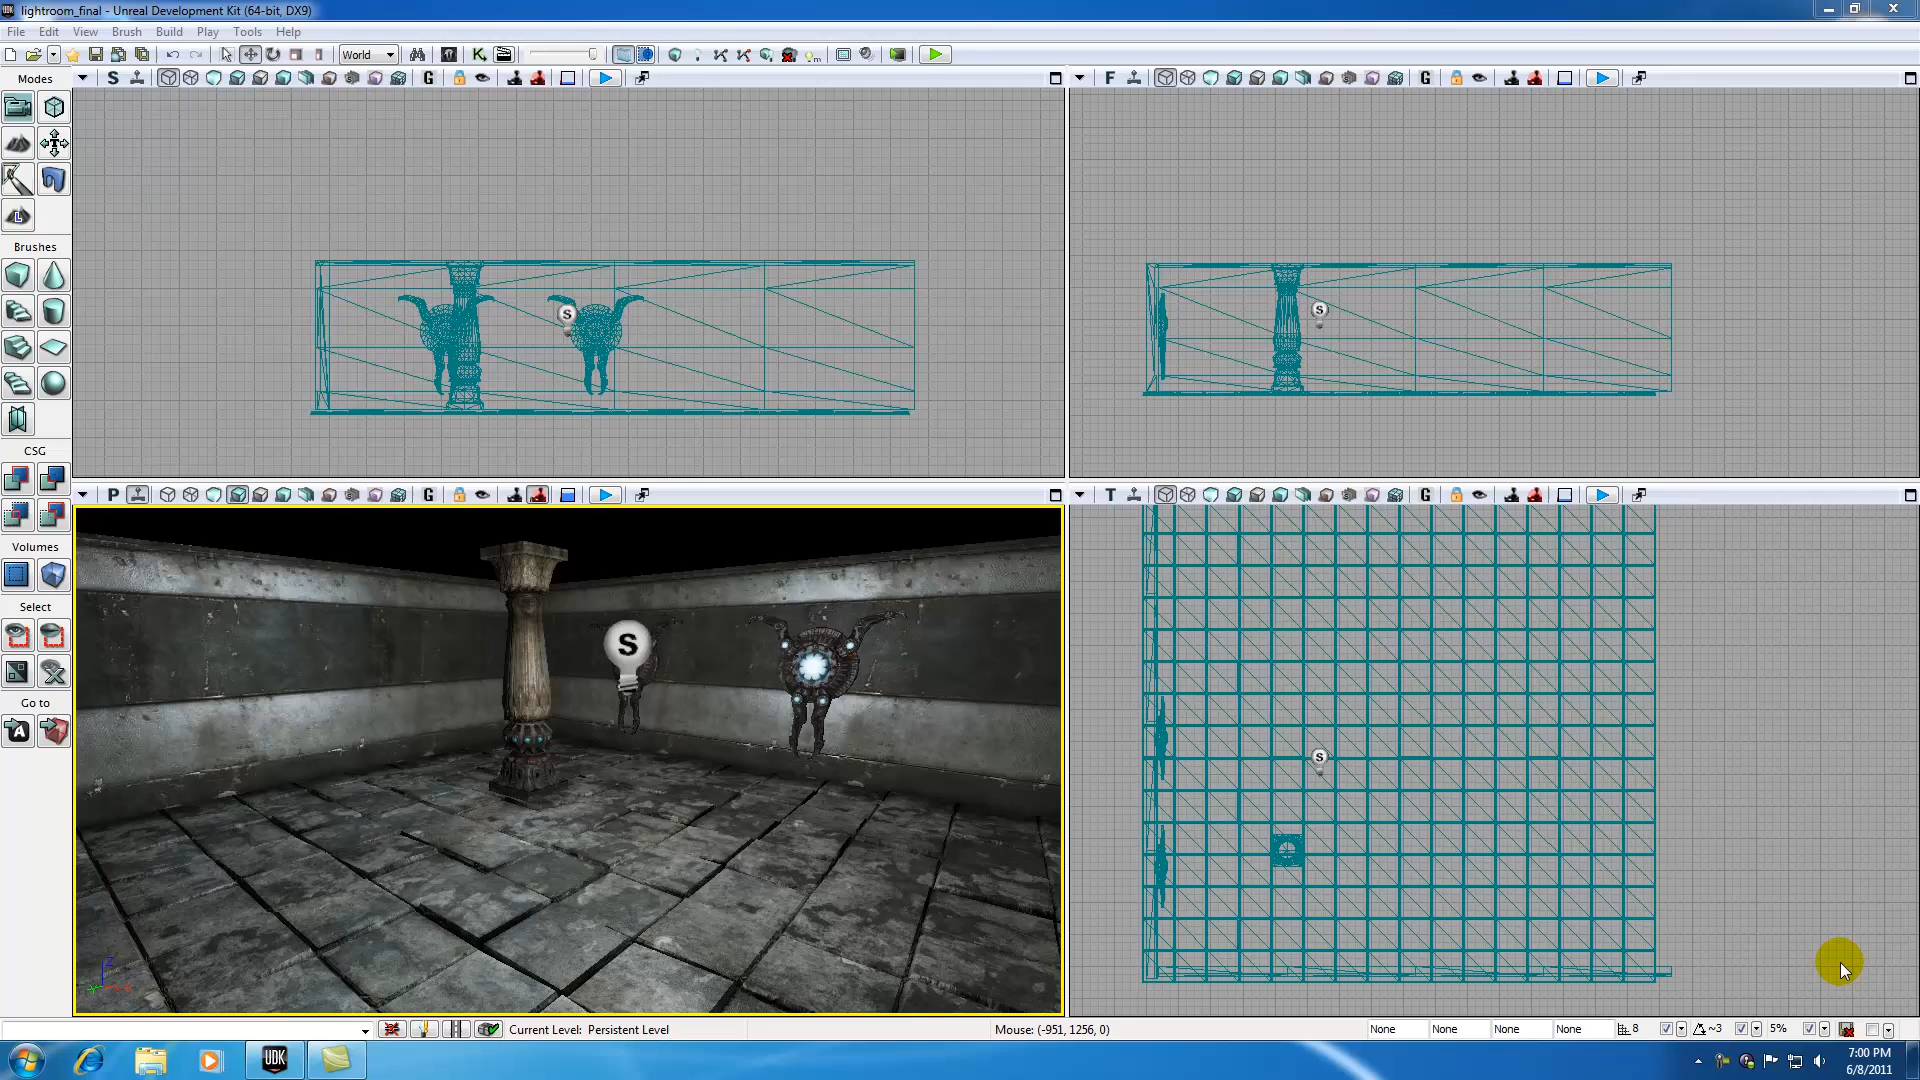 lightroom_final - Unreal Development Kit (64-bit, DX9)
File Edit View Brush Build Play Tools Help
World
Modes
S G
F G
L
Brushes
CSG
Volumes
Select
Go to
A
S
S
P G
T G
S
S
Z
Current Level: Persistent Level
Mouse: (-951, 1256, 0)
None None None None
8
~3
5%
UDK
7:00 PM
6/8/2011